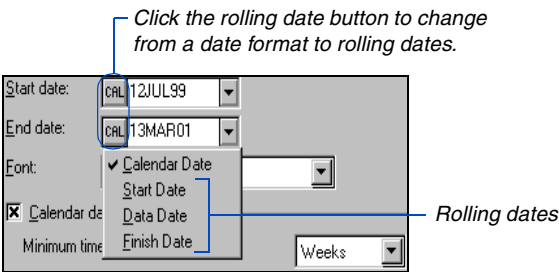 Click the rolling date button to change
from a date format to rolling dates.
Start date: CAL 12JUL99
End date: CAL 13MAR01
Font: ✔ Calendar Date
Start Date
Calendar da Data Date Rolling dates
Minimum time Finish Date Weeks